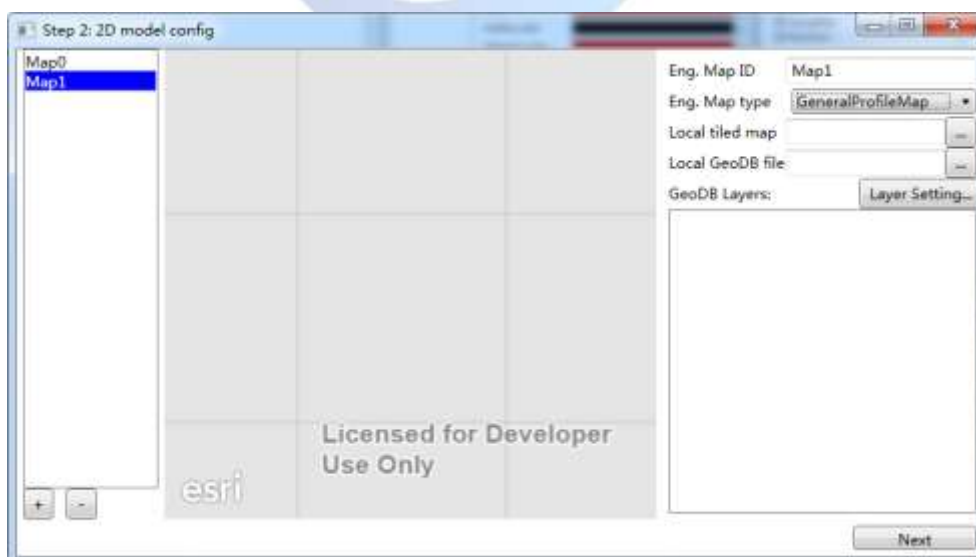 Step 2: 2D model config
Map0
Map1
+ -
Licensed for Developer
Use Only
esri
Eng. Map ID Map1
Eng. Map type GeneralProfileMap
Local tiled map ...
Local GeoDB file ...
GeoDB Layers: Layer Setting...
Next